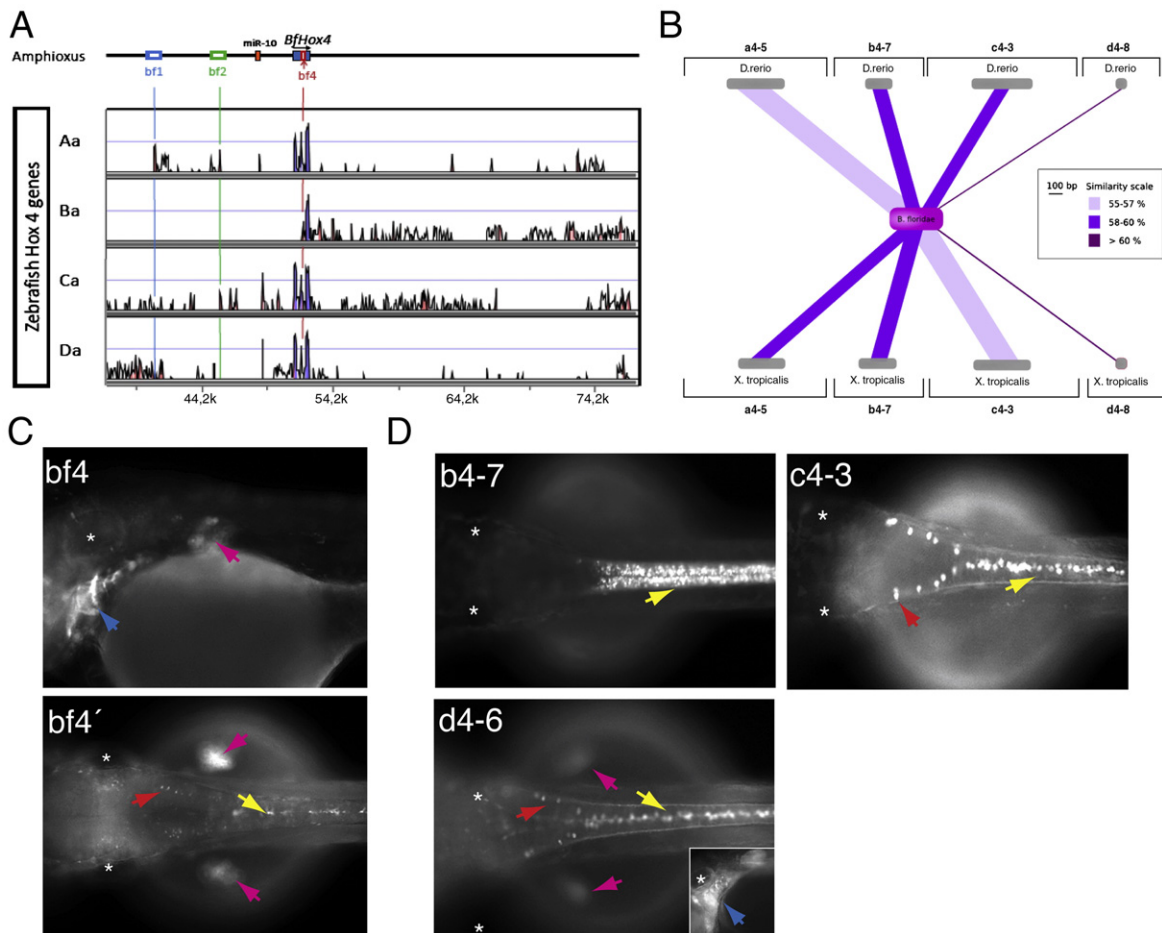 A
miR-10
BfHox4
Amphioxus
bf1
bf2
bf4
Zebrafish Hox 4 genes
Aa
Ba
Ca
Da
44,2k 54,2k 64,2k 74,2k
B
a4-5 b4-7 c4-3 d4-8
D.rerio D.rerio D.rerio D.rerio
B. floridae
100 bp Similarity scale
55-57 %
58-60 %
> 60 %
X. tropicalis X. tropicalis X. tropicalis X. tropicalis
a4-5 b4-7 c4-3 d4-8
C
bf4
*
bf4´
*
*
D
b4-7
*
*
c4-3
*
*
d4-6
*
*
*